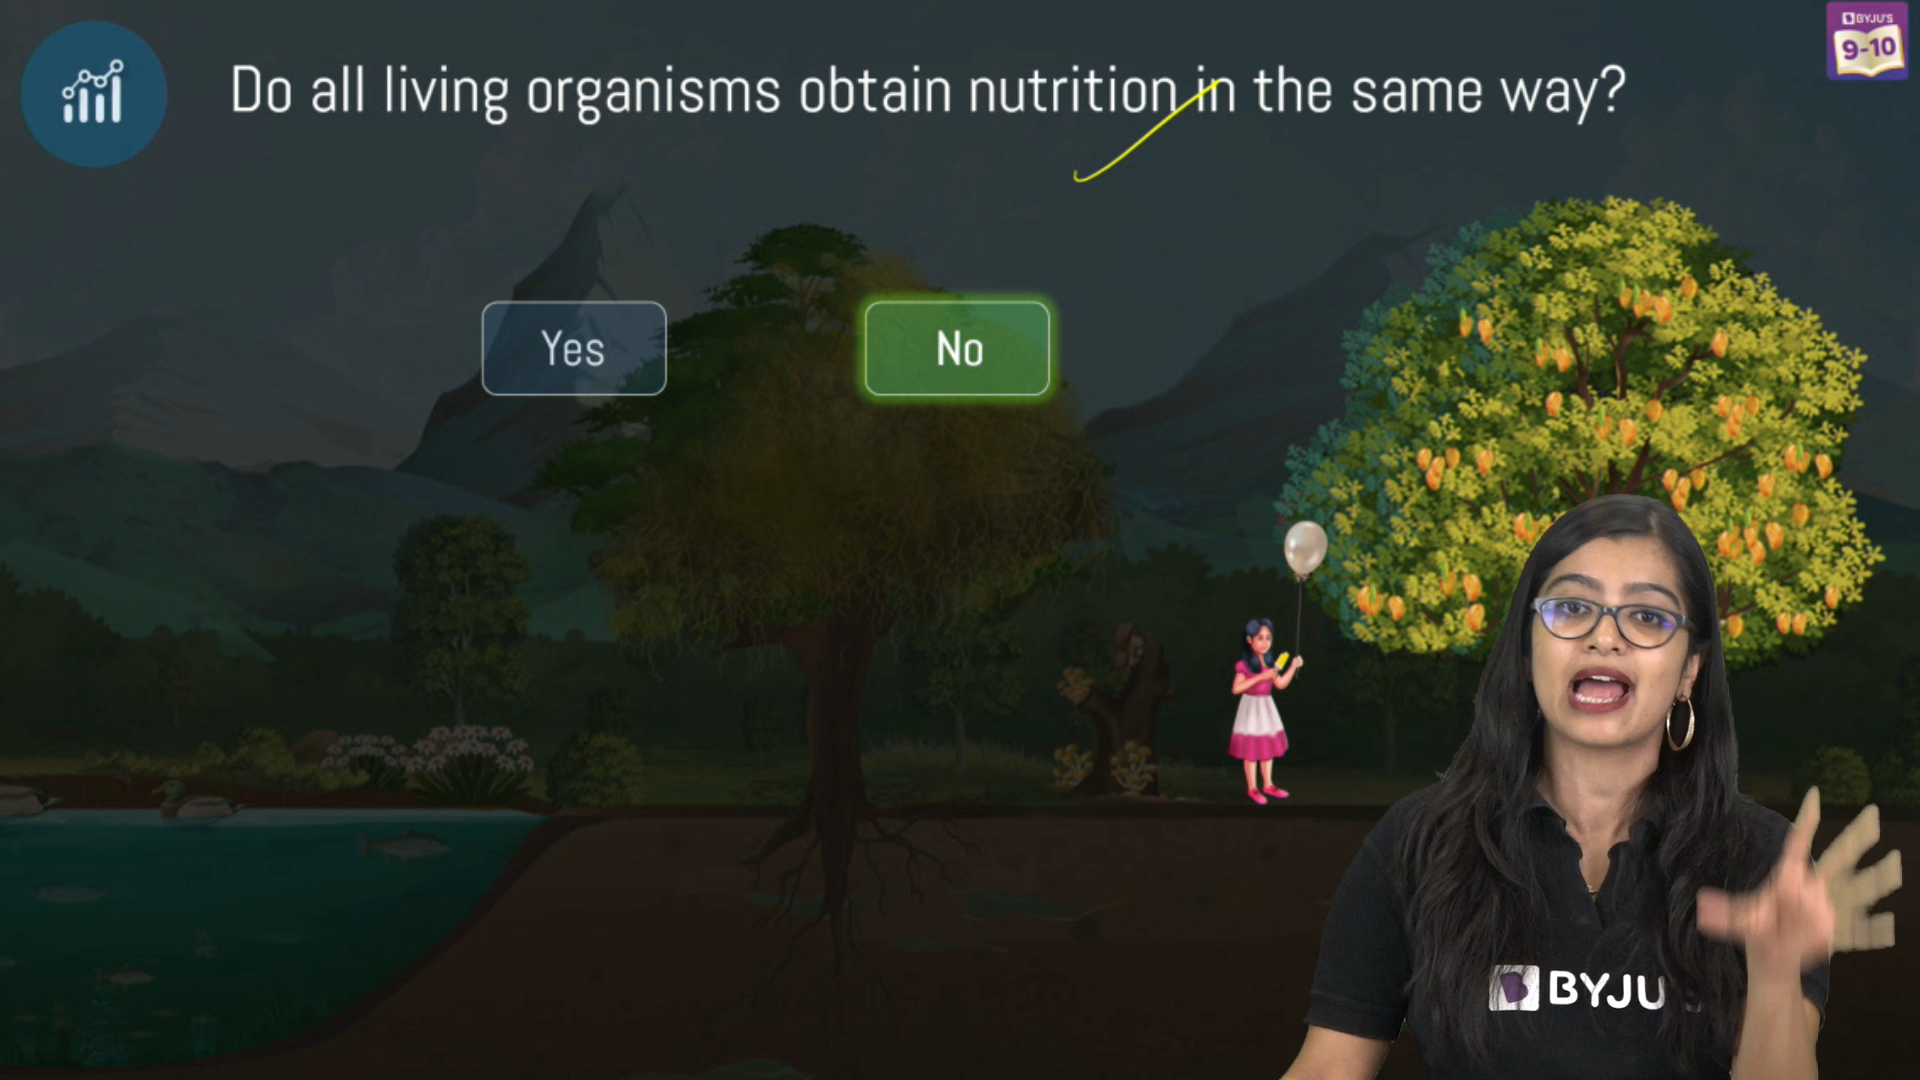 BYJU'S
9-10
Do all living organisms obtain nutrition in the same way?
Yes
No
BYJU